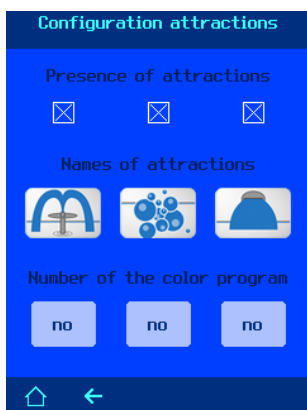 Configuration attractions
Presence of attractions
Names of attractions
Number of the color program
no no no